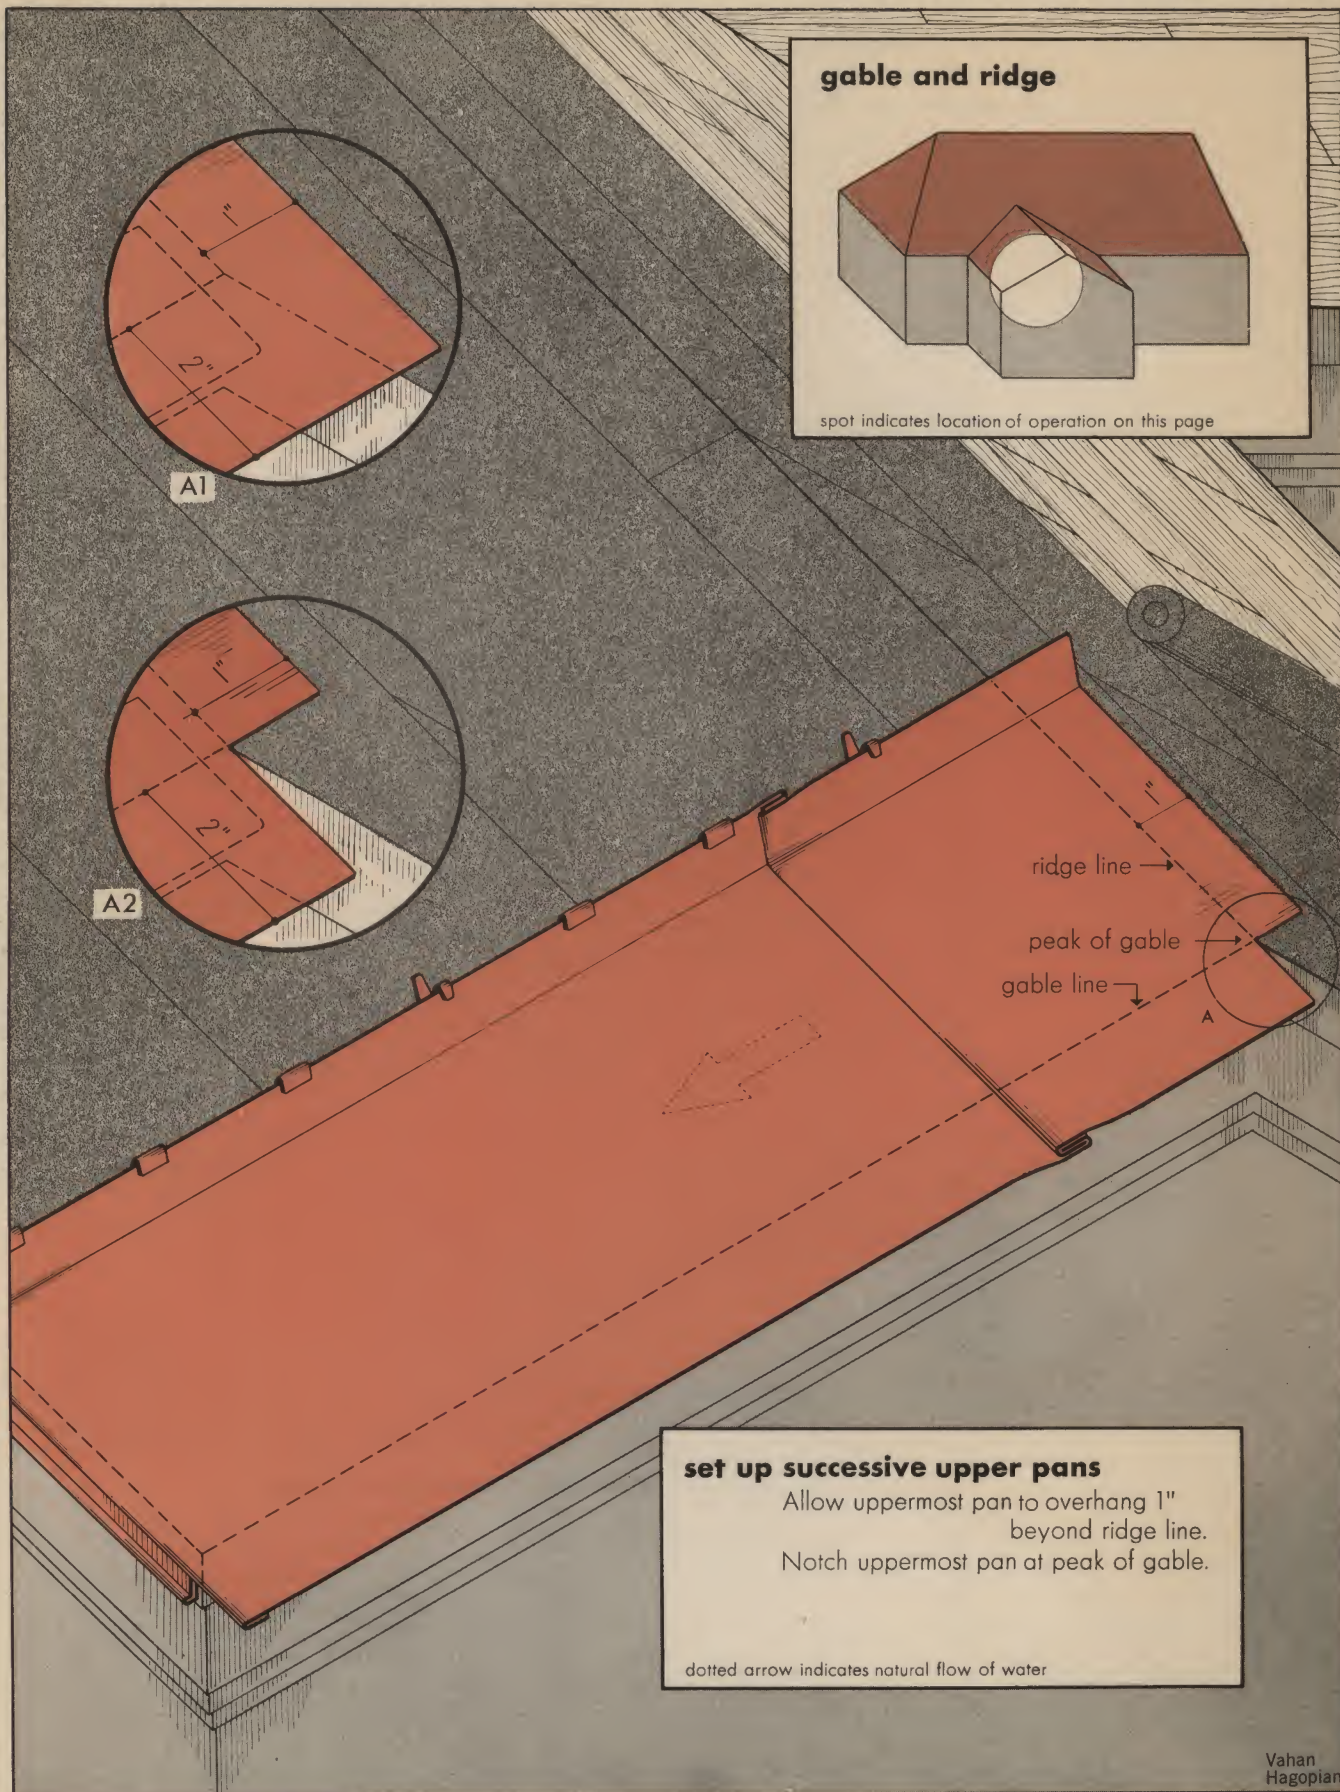 gable and ridge
spot indicates location of operation on this page
1"
2"
A1
1"
2"
A2
1"
ridge line
peak of gable
gable line
A
set up successive upper pans
Allow uppermost pan to overhang 1"
beyond ridge line.
Notch uppermost pan at peak of gable.
dotted arrow indicates natural flow of water
Vahan
Hagopian